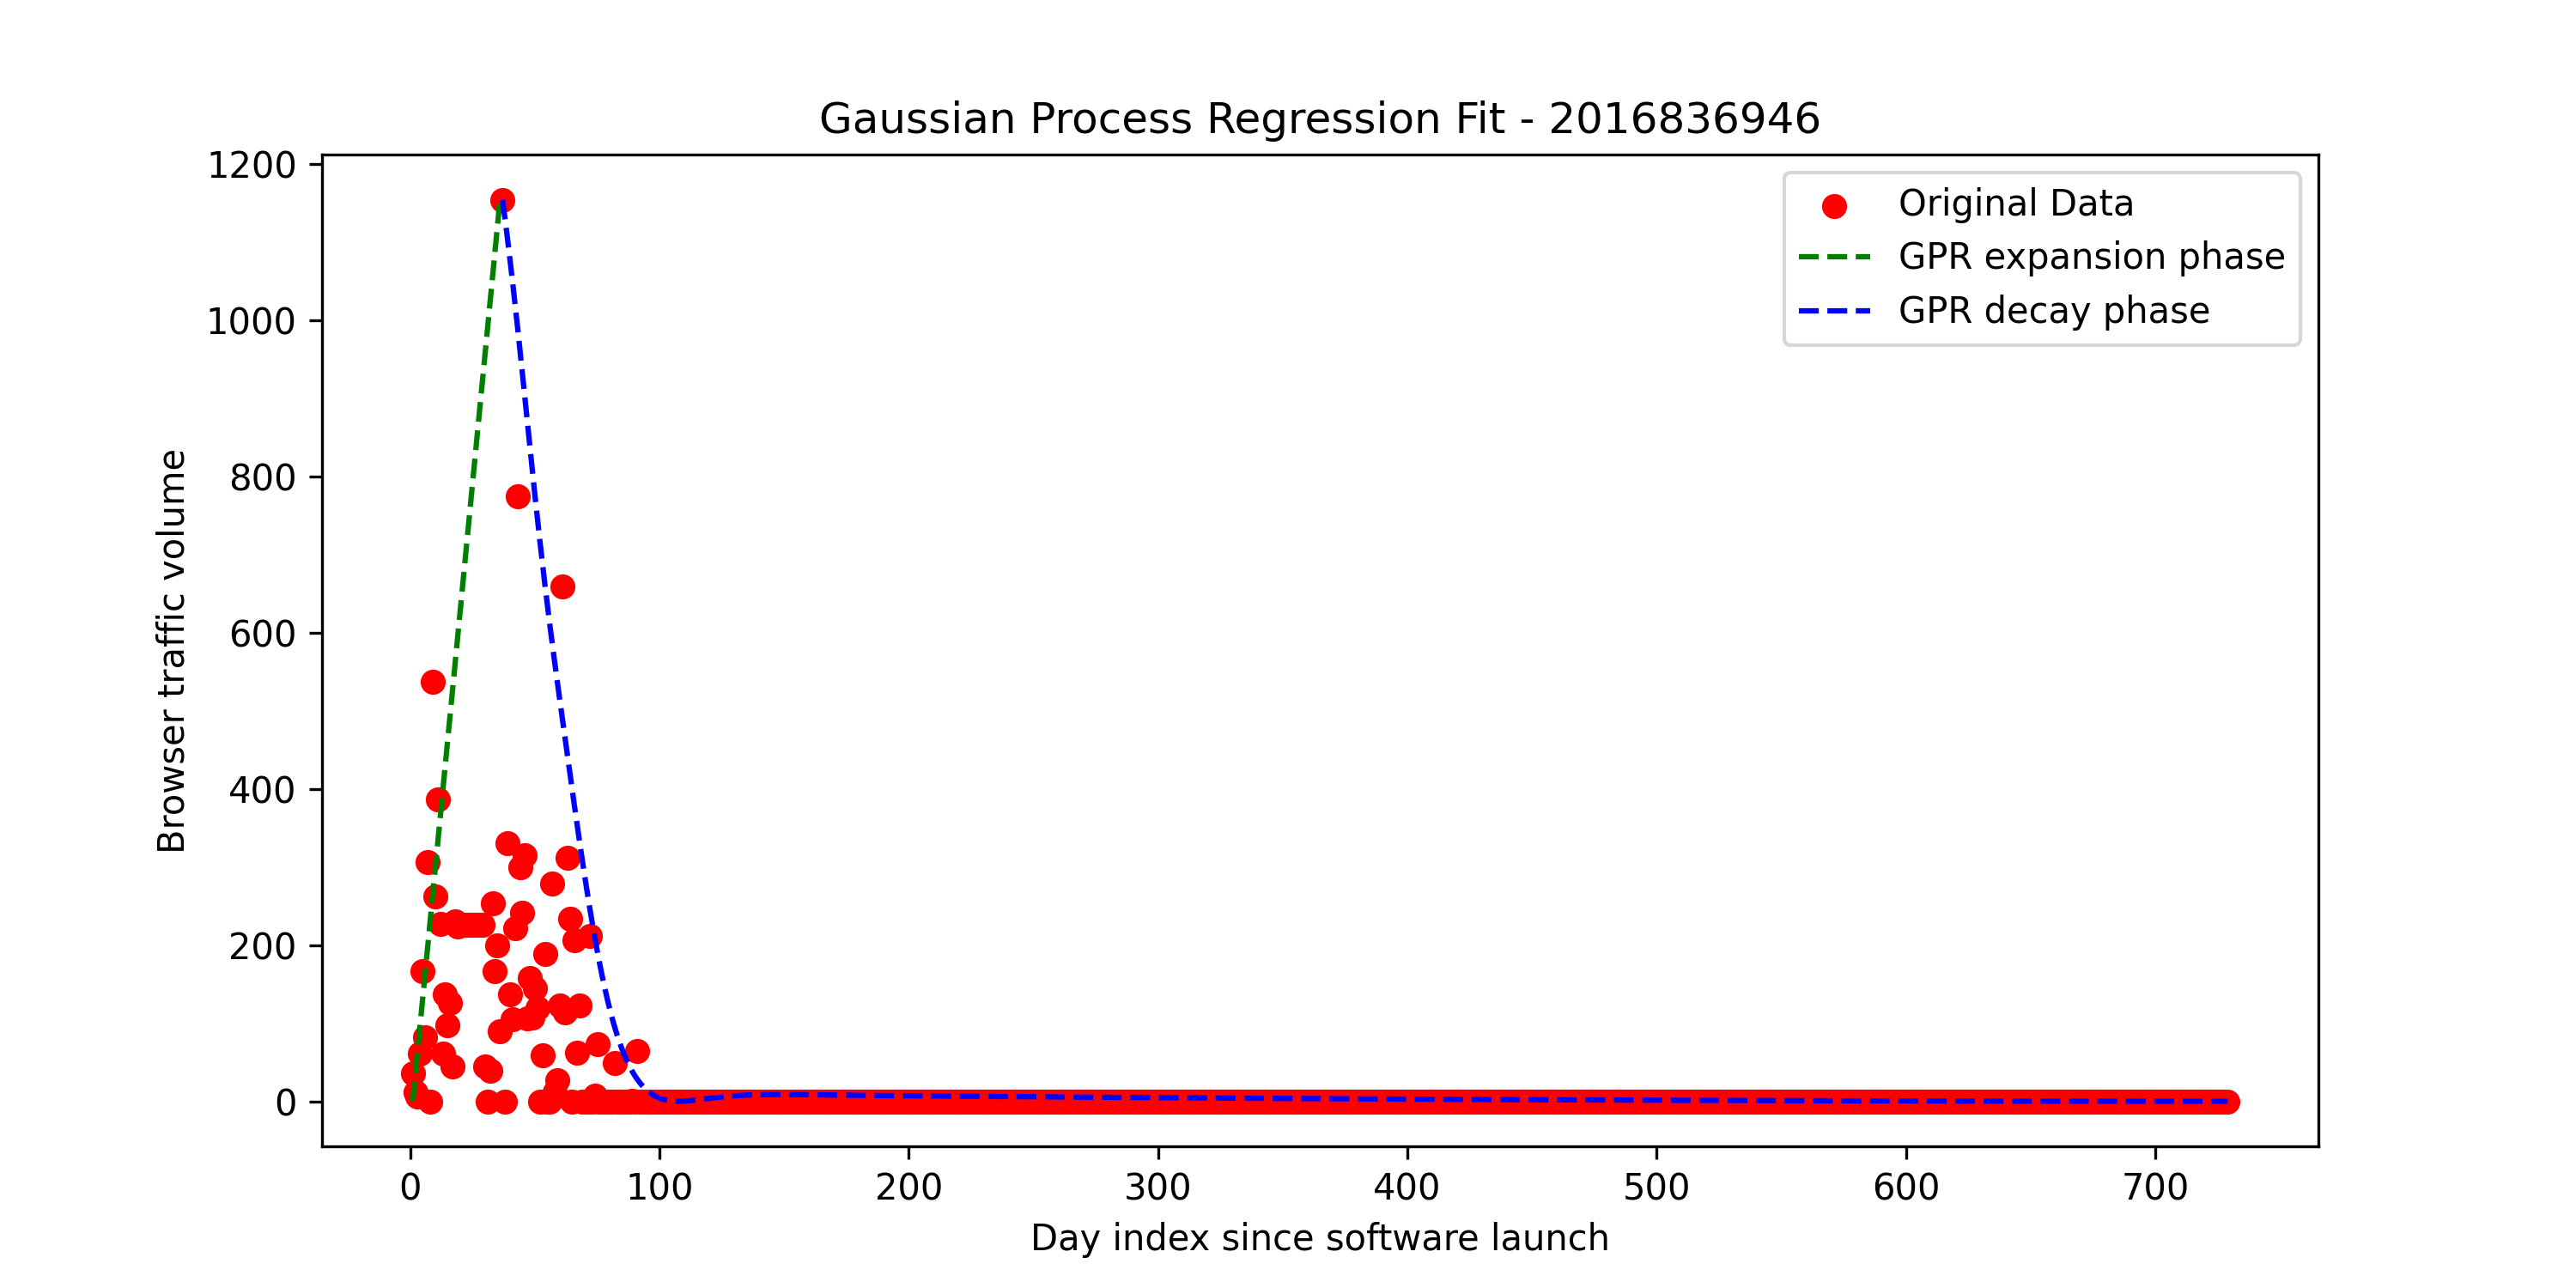 Gaussian Process Regression Fit - 2016836946
1200
1000
800
600
400
200
0
Browser traffic volume
Original Data
GPR expansion phase
GPR decay phase
0 100 200 300 400 500 600 700
Day index since software launch